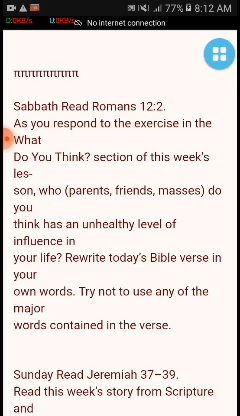 0:0KB/s U:0KB/s 77% 8:12 AM
No internet connection
πππππππππ
Sabbath Read Romans 12:2.
As you respond to the exercise in the
What
Do You Think? section of this week's
les-
son, who (parents, friends, masses) do
you
think has an unhealthy level of
influence in
your life? Rewrite today's Bible verse in
your
own words. Try not to use any of the
major
words contained in the verse.
Sunday Read Jeremiah 37–39.
Read this week's story from Scripture
and